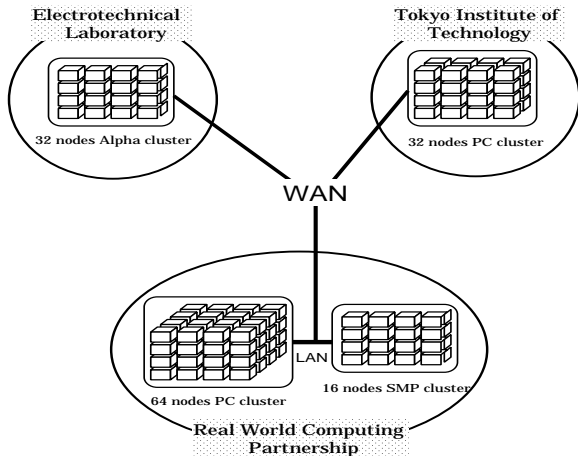 Electrotechnical
Laboratory
32 nodes Alpha cluster
Tokyo Institute of
Technology
32 nodes PC cluster
WAN
LAN
64 nodes PC cluster
16 nodes SMP cluster
Real World Computing
Partnership